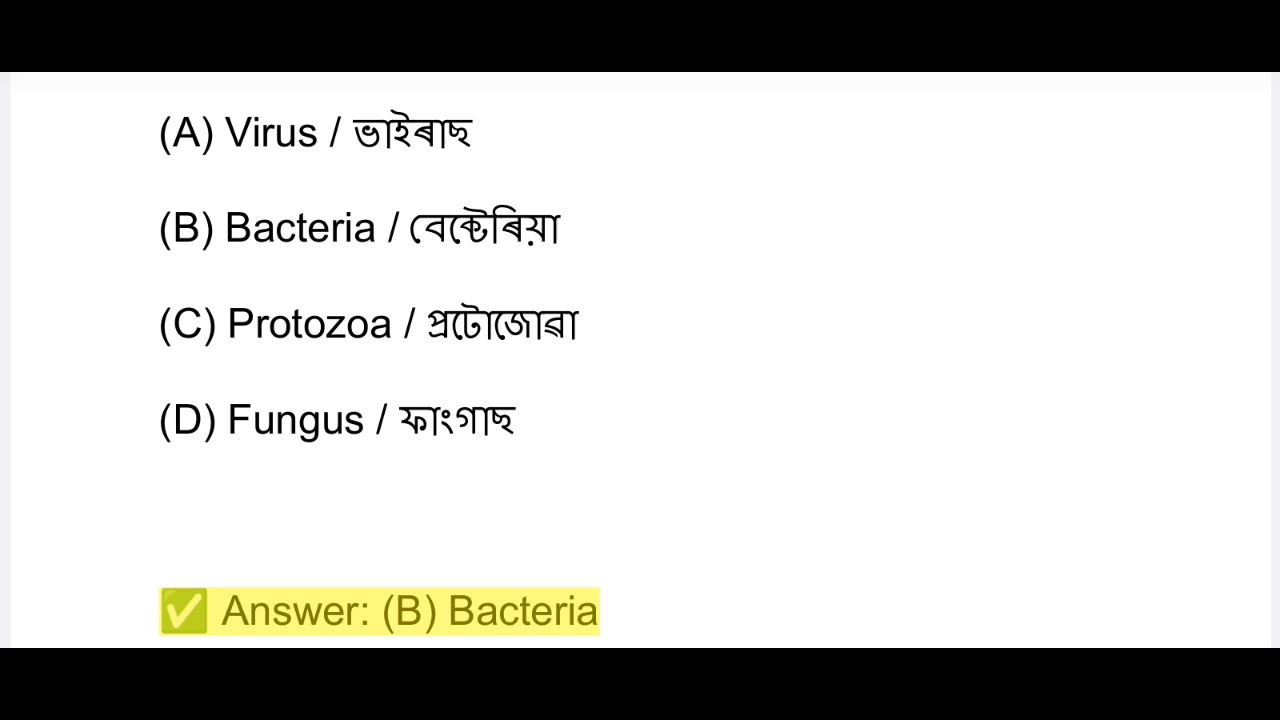 (A) Virus / ভাইৰাছ
(B) Bacteria / বেক্টেৰিয়া
(C) Protozoa / প্ৰটোজোৱা
(D) Fungus / ফাংগাছ
✅ Answer: (B) Bacteria